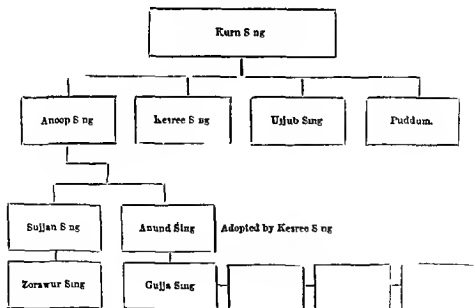 Kurn S ng
Anoop S ng Kesree S ng Ujjub Sing Puddum.
Sujjan S ng Anund Sing Adopted by Kesree S ng
Zorawur Sing Gujja Sing